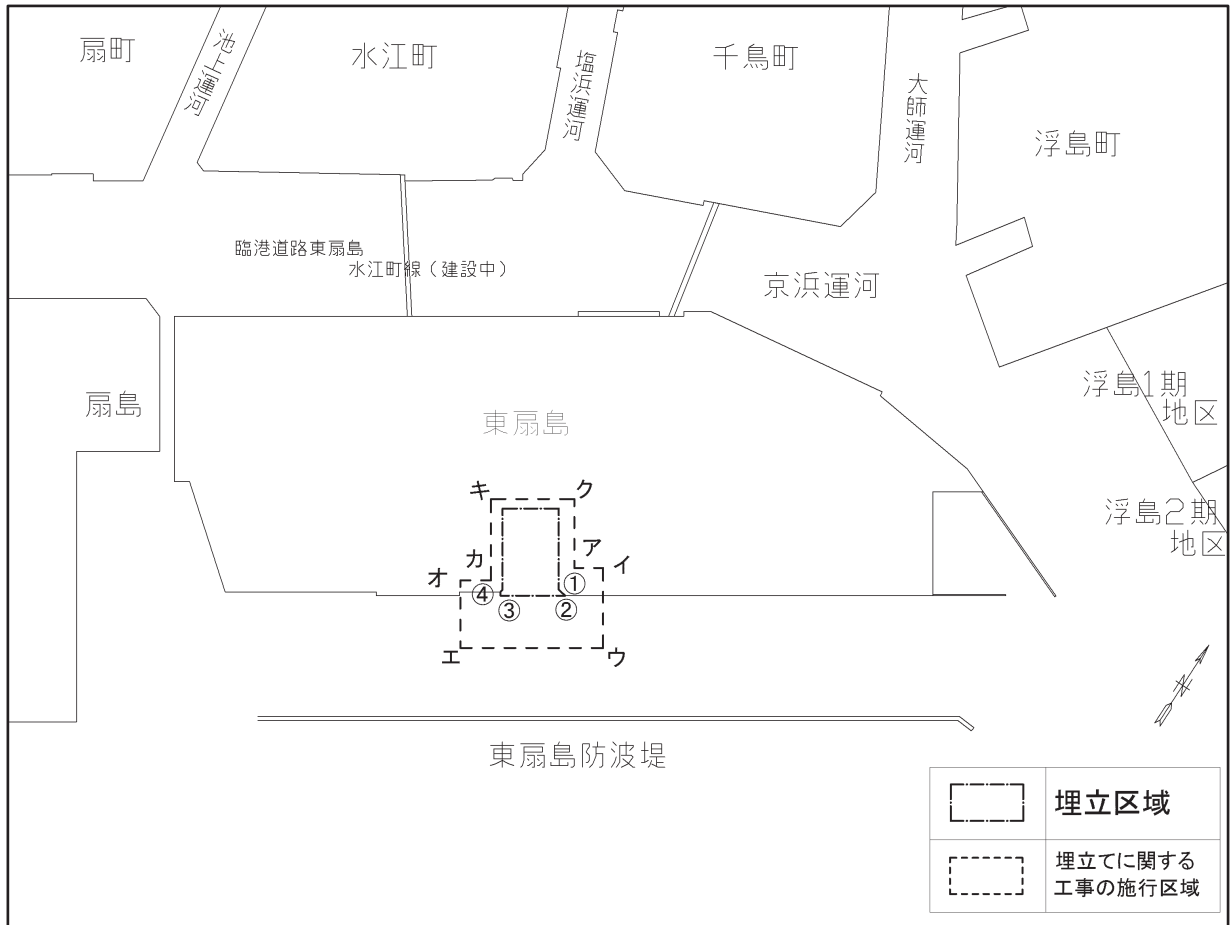 扇町
池上運河
水江町
塩浜運河
千鳥町
大師運河
浮島町
臨港道路東扇島
水江町線（建設中）
京浜運河
扇島
東扇島
浮島1期
地区
浮島2期
地区
キ
ク
ア
イ
カ
オ
①
④
③
②
エ
ウ
N
東扇島防波堤
埋立区域
埋立てに関する
工事の施行区域